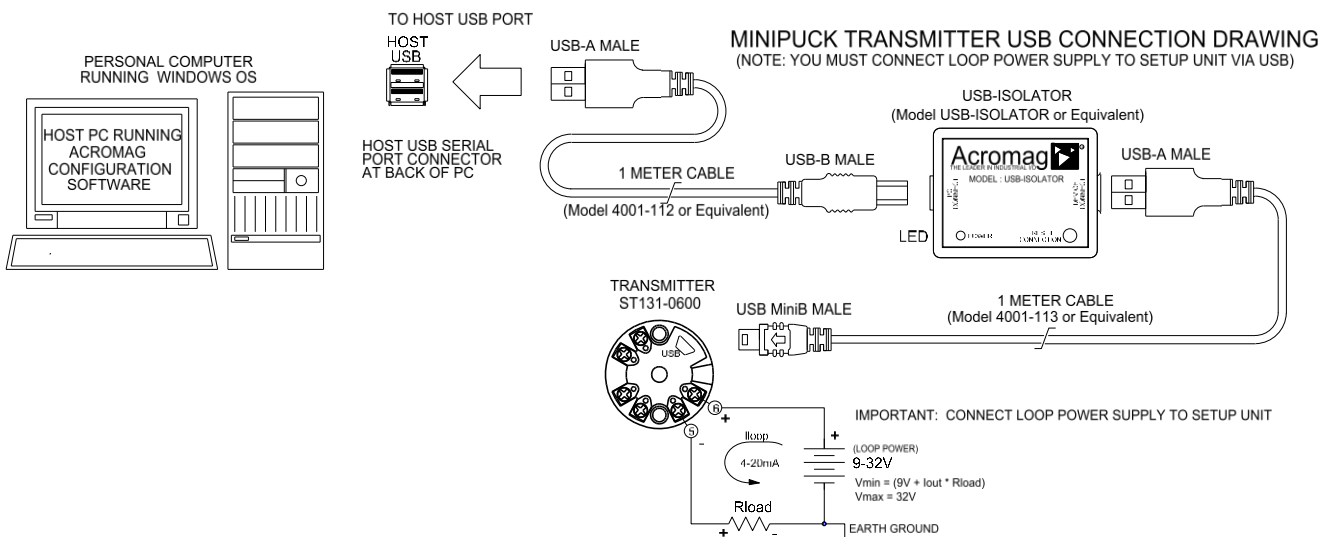 TO HOST USB PORT
HOST
USB
USB-A MALE
MINIPUCK TRANSMITTER USB CONNECTION DRAWING
(NOTE: YOU MUST CONNECT LOOP POWER SUPPLY TO SETUP UNIT VIA USB)
PERSONAL COMPUTER
RUNNING WINDOWS OS
HOST PC RUNNING
ACROMAG
CONFIGURATION
SOFTWARE
HOST USB SERIAL
PORT CONNECTOR
AT BACK OF PC
1 METER CABLE
(Model 4001-112 or Equivalent)
USB-B MALE
USB-ISOLATOR
(Model USB-ISOLATOR or Equivalent)
Acromag
THE LEADER IN INDUSTRIAL
MODEL : USB-ISOLATOR
POWER
CONNECTION
LED
USB-A MALE
TRANSMITTER
ST131-0600
USB
USB MiniB MALE
1 METER CABLE
(Model 4001-113 or Equivalent)
6
+
5
-
Iloop
4-20mA
IMPORTANT: CONNECT LOOP POWER SUPPLY TO SETUP UNIT
+
(LOOP POWER)
9-32V
Vmin = (9V + Iout * Rload)
Vmax = 32V
Rload
+ -
EARTH GROUND